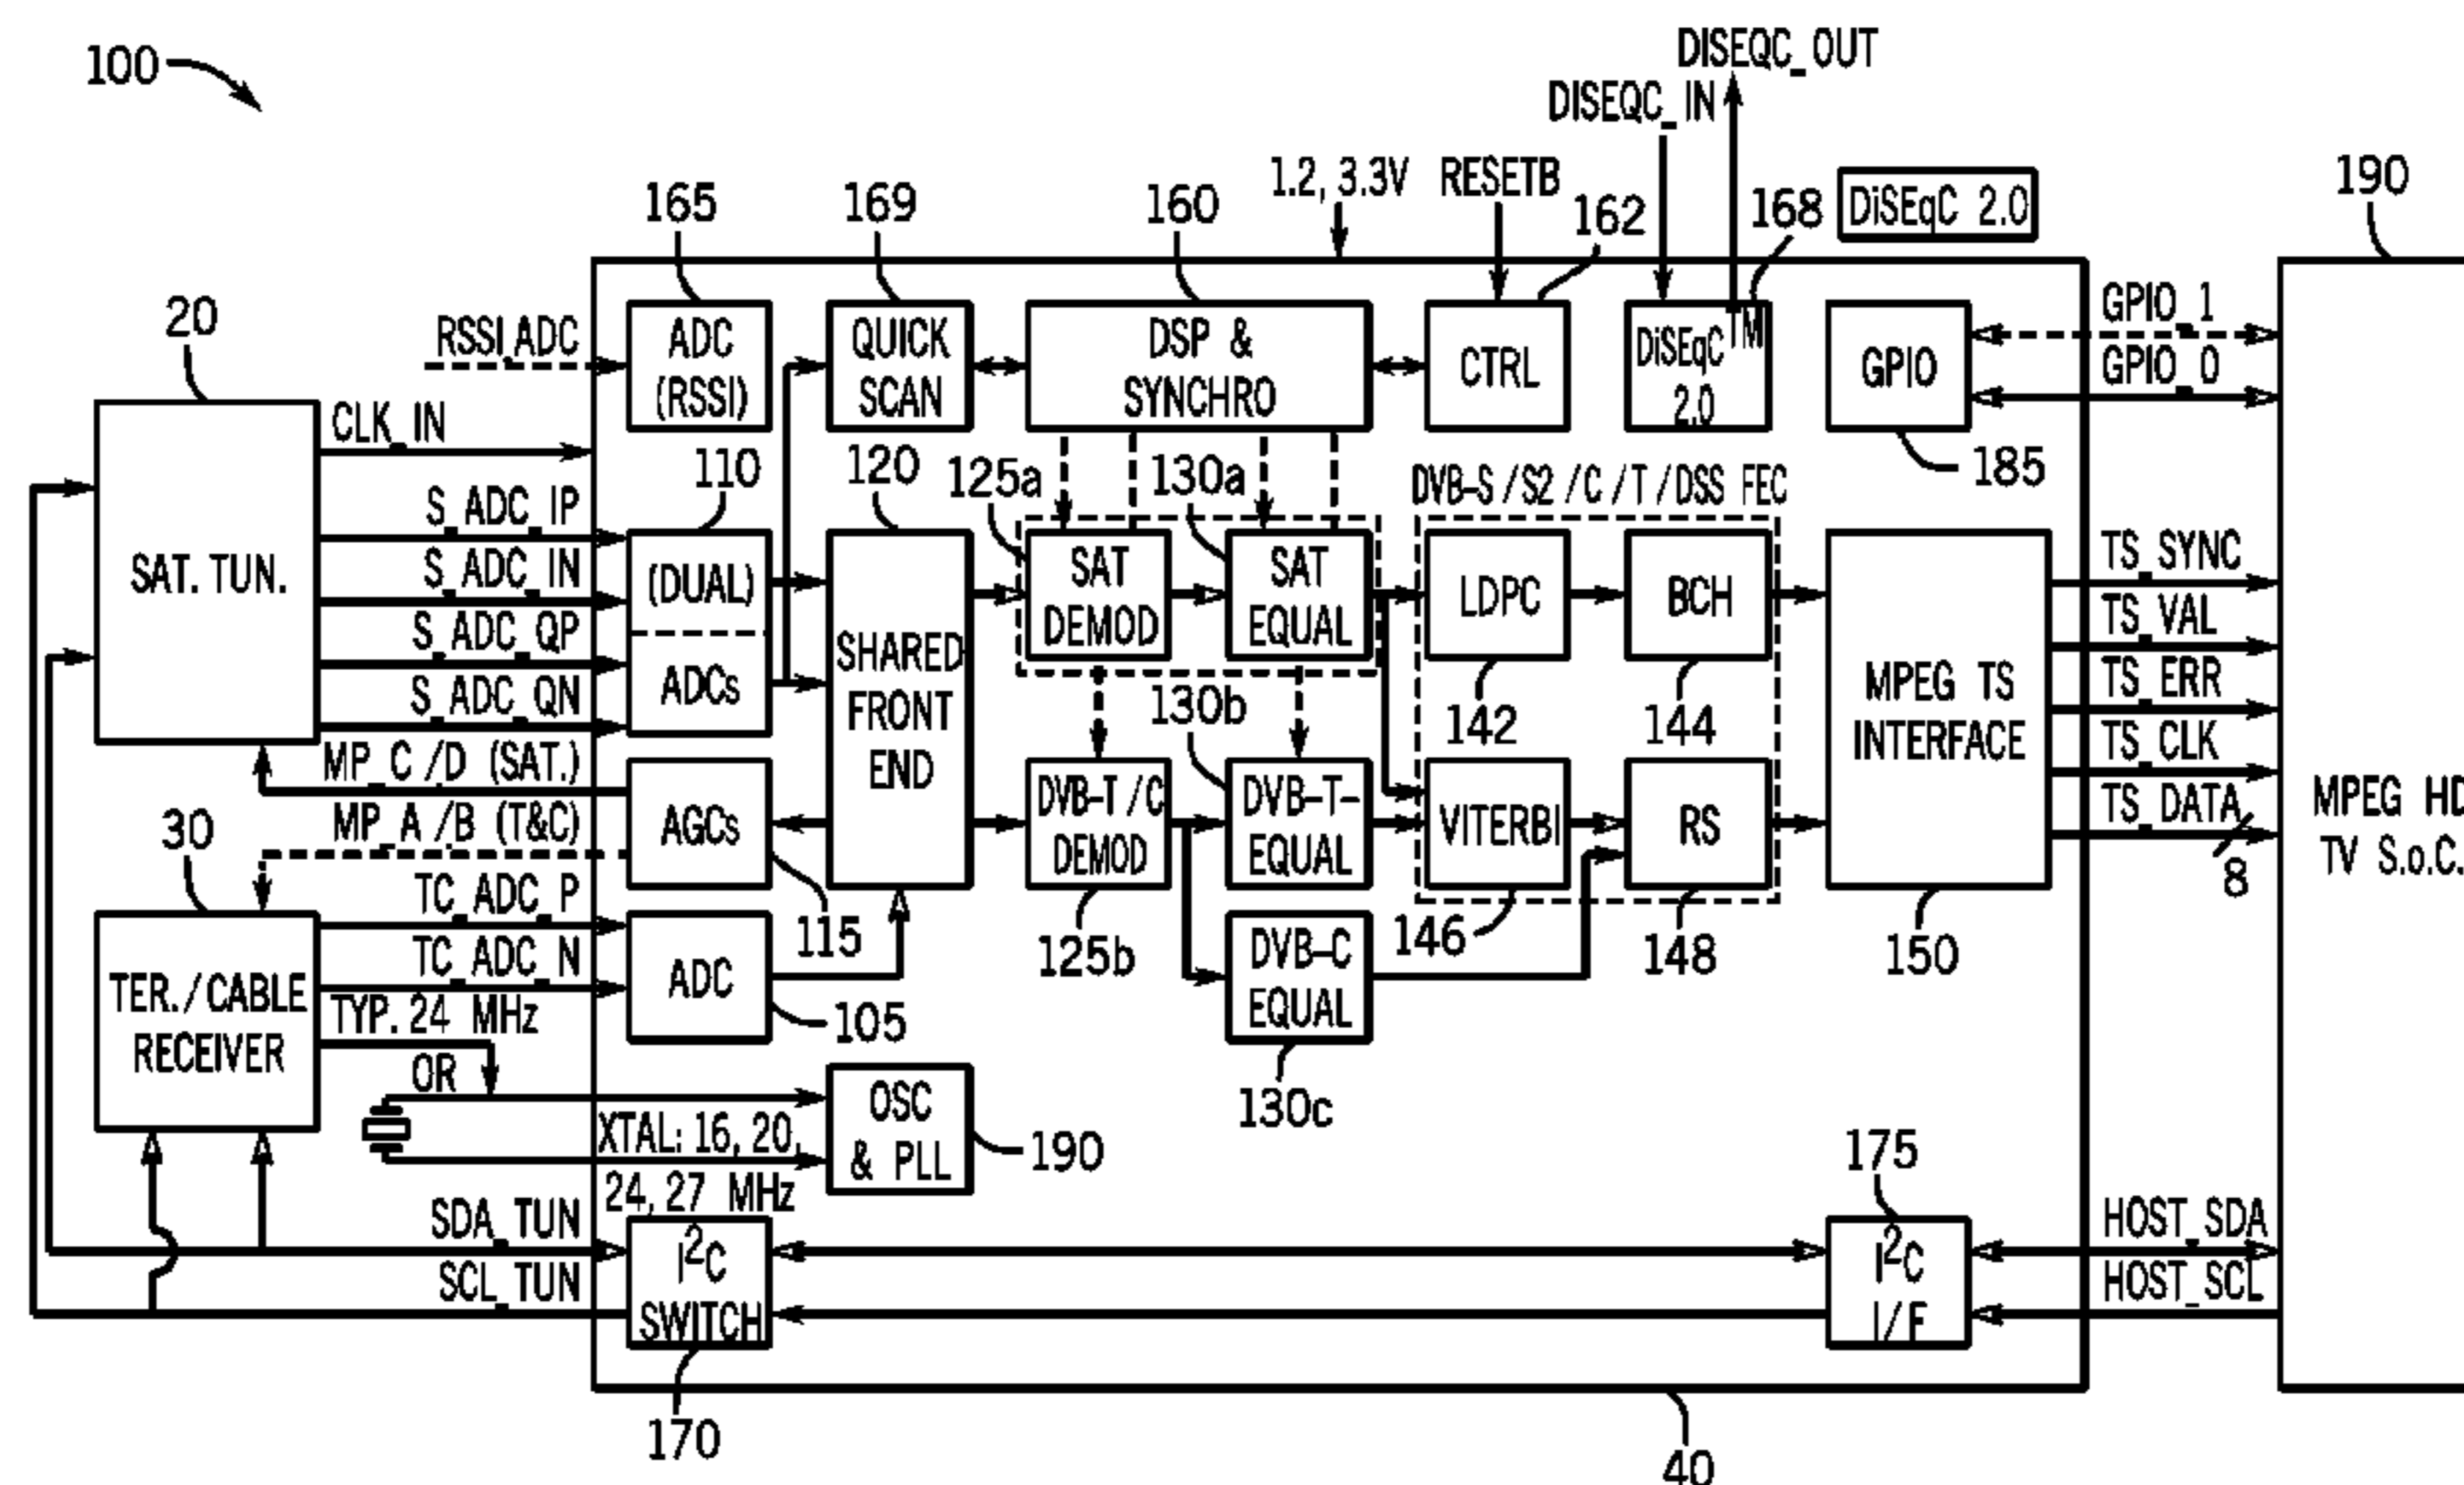 100
DISEQC_OUT
DISEQC_IN
1.2, 3.3V RESETB
165
169
160
162
168
DiSEqC 2.0
190
20
RSSI_ADC
ADC
(RSSI)
QUICK
SCAN
DSP &
SYNCHRO
CTRL
DiSEqC TM
2.0
GPIO
GPIO_1
GPIO_0
185
CLK_IN
110
120
125a
130a
DVB-S/S2/C/T/DSS FEC
SAT. TUN.
S_ADC_IP
S_ADC_IN
S_ADC_QP
S_ADC_QN
(DUAL)
ADCs
SHARED
FRONT
END
SAT
DEMOD
SAT
EQUAL
LDPC
BCH
142
144
MPEG TS
INTERFACE
TS_SYNC
TS_VAL
TS_ERR
TS_CLK
TS_DATA
8
MPEG HD
TV S.o.C.
MP_C/D (SAT.)
MP_A/B (T&C)
AGCs
115
130b
DVB-T/C
DEMOD
DVB-T-
EQUAL
VITERBI
RS
125b
146
148
150
30
TER./CABLE
RECEIVER
TC_ADC_P
TC_ADC_N
TYP. 24 MHz
OR
ADC
105
DVB-C
EQUAL
130c
XTAL: 16, 20,
24, 27 MHz
OSC
& PLL
190
175
SDA_TUN
SCL_TUN
I2C
SWITCH
170
I2C
I/F
HOST_SDA
HOST_SCL
40